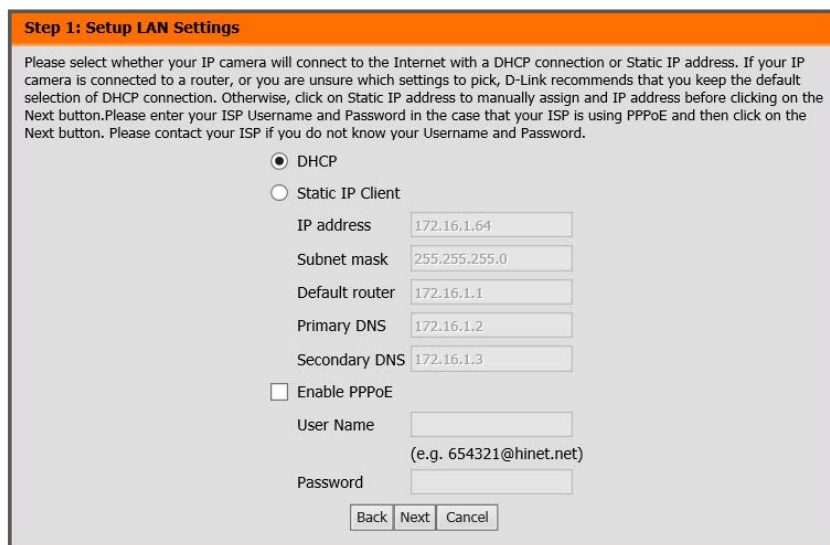 Step 1: Setup LAN Settings
Please select whether your IP camera will connect to the Internet with a DHCP connection or Static IP address. If your IP
camera is connected to a router, or you are unsure which settings to pick, D-Link recommends that you keep the default
selection of DHCP connection. Otherwise, click on Static IP address to manually assign and IP address before clicking on the
Next button.Please enter your ISP Username and Password in the case that your ISP is using PPPoE and then click on the
Next button. Please contact your ISP if you do not know your Username and Password.
DHCP
Static IP Client
IP address 172.16.1.64
Subnet mask 255.255.255.0
Default router 172.16.1.1
Primary DNS 172.16.1.2
Secondary DNS 172.16.1.3
Enable PPPoE
User Name
(e.g. 654321@hinet.net)
Password
Back Next Cancel